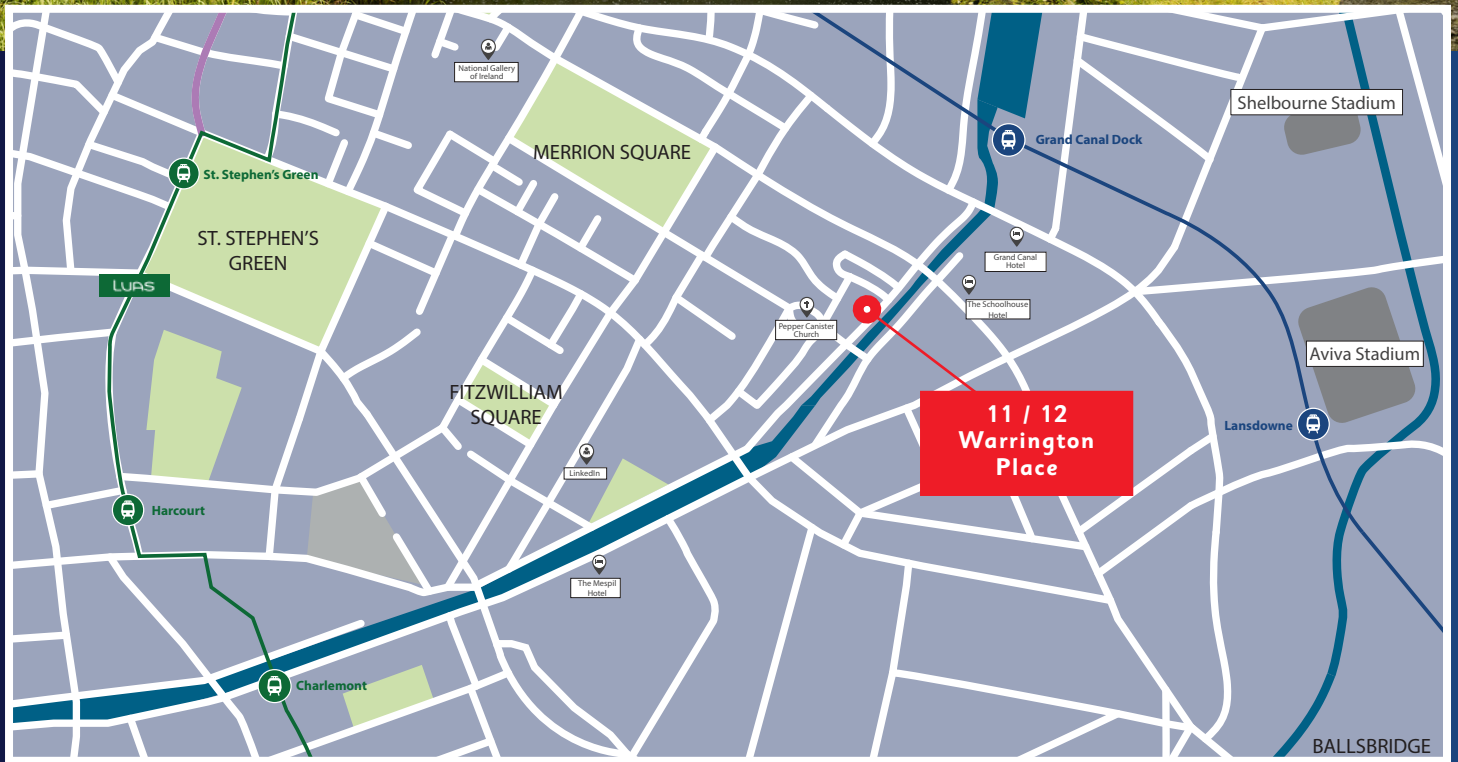 National Gallery
of Ireland
Shelbourne Stadium
Grand Canal Dock
MERRION SQUARE
St. Stephen's Green
ST. STEPHEN'S
GREEN
Grand Canal
Hotel
LUAS
The Schoolhouse
Hotel
Pepper Canister
Church
Aviva Stadium
FITZWILLIAM
SQUARE
11 / 12
Warrington
Place
Lansdowne
LinkedIn
Harcourt
The Mespil
Hotel
Charlemont
BALLSBRIDGE